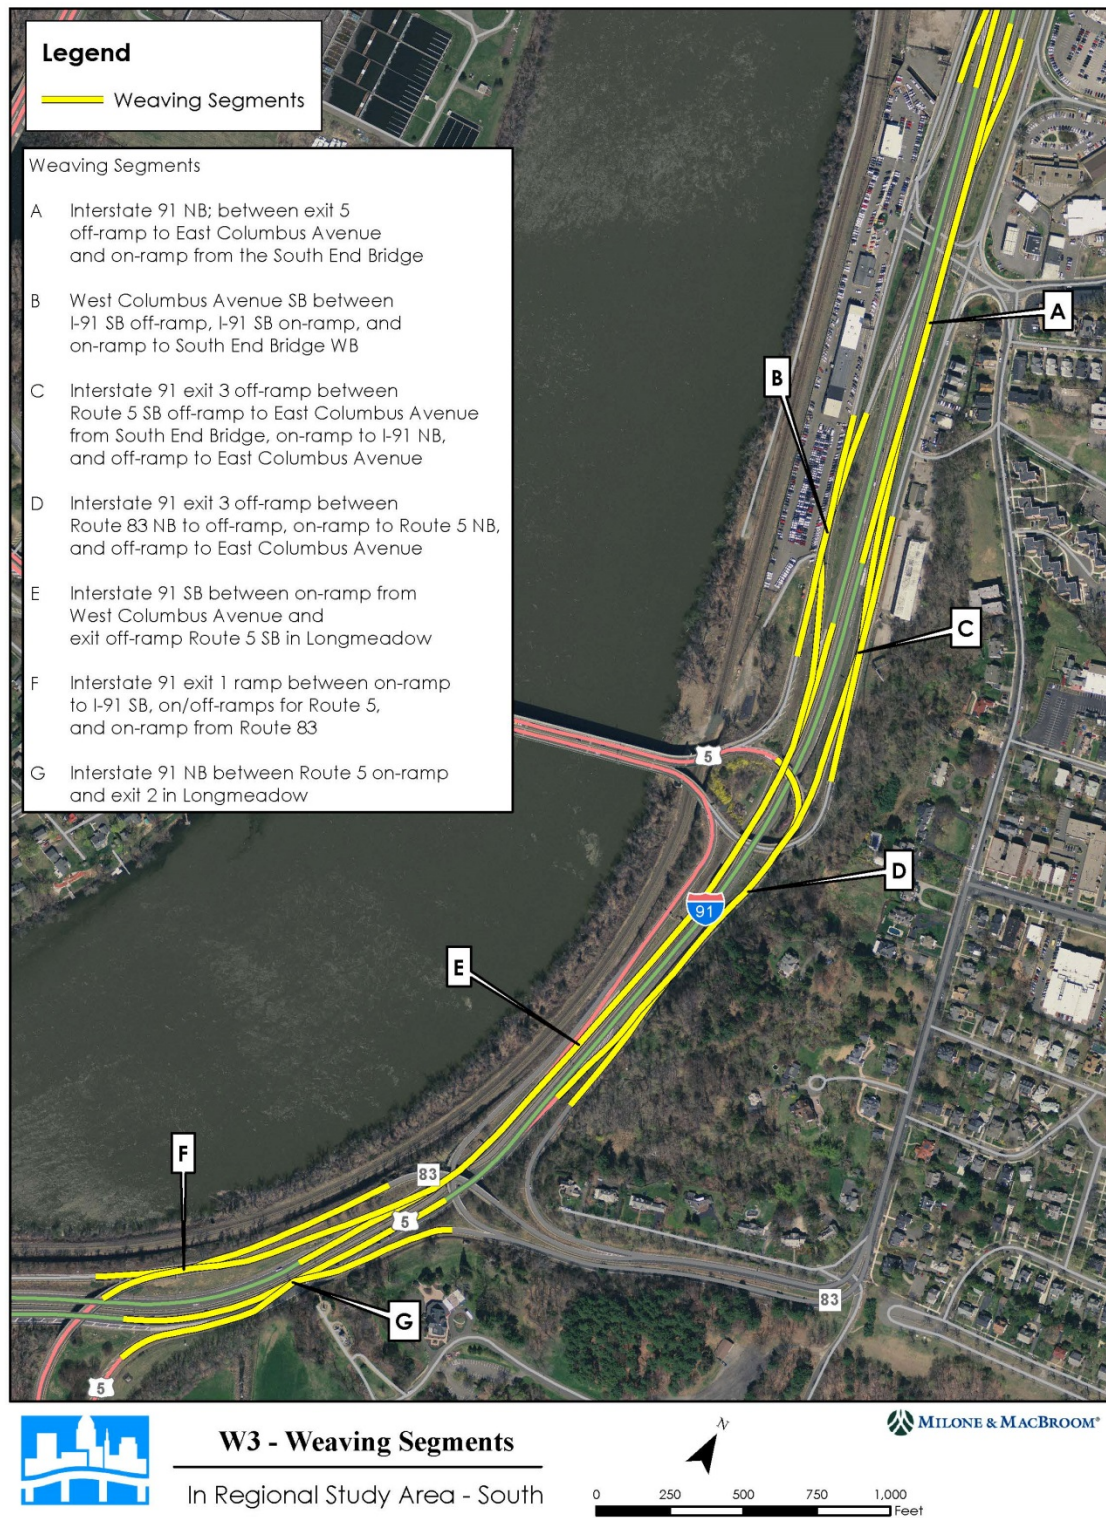 Legend
Weaving Segments
Weaving Segments
A Interstate 91 NB; between exit 5
off-ramp to East Columbus Avenue
and on-ramp from the South End Bridge
B West Columbus Avenue SB between
I-91 SB off-ramp, I-91 SB on-ramp, and
on-ramp to South End Bridge WB
C Interstate 91 exit 3 off-ramp between
Route 5 SB off-ramp to East Columbus Avenue
from South End Bridge, on-ramp to I-91 NB,
and off-ramp to East Columbus Avenue
D Interstate 91 exit 3 off-ramp between
Route 83 NB to off-ramp, on-ramp to Route 5 NB,
and off-ramp to East Columbus Avenue
E Interstate 91 SB between on-ramp from
West Columbus Avenue and
exit off-ramp Route 5 SB in Longmeadow
F Interstate 91 exit 1 ramp between on-ramp
to I-91 SB, on/off-ramps for Route 5,
and on-ramp from Route 83
G Interstate 91 NB between Route 5 on-ramp
and exit 2 in Longmeadow
A
B
C
5
D
91
E
F
83
5
G
83
5
W3 - Weaving Segments
In Regional Study Area - South
N
0 250 500 750 1,000
Feet
MILONE & MACBROOM®